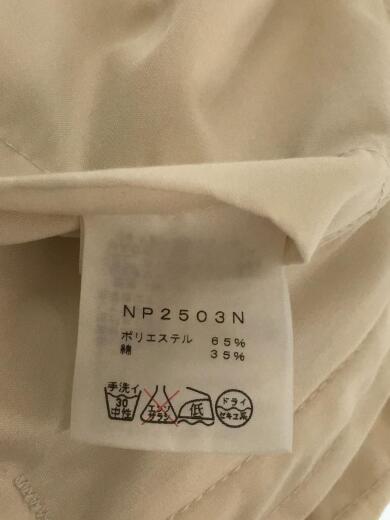 NP2503N
ポリエステル 65%
綿 35%
手洗イ
30
中性
エンソ
サラシ
低
ドライ
セキユ系